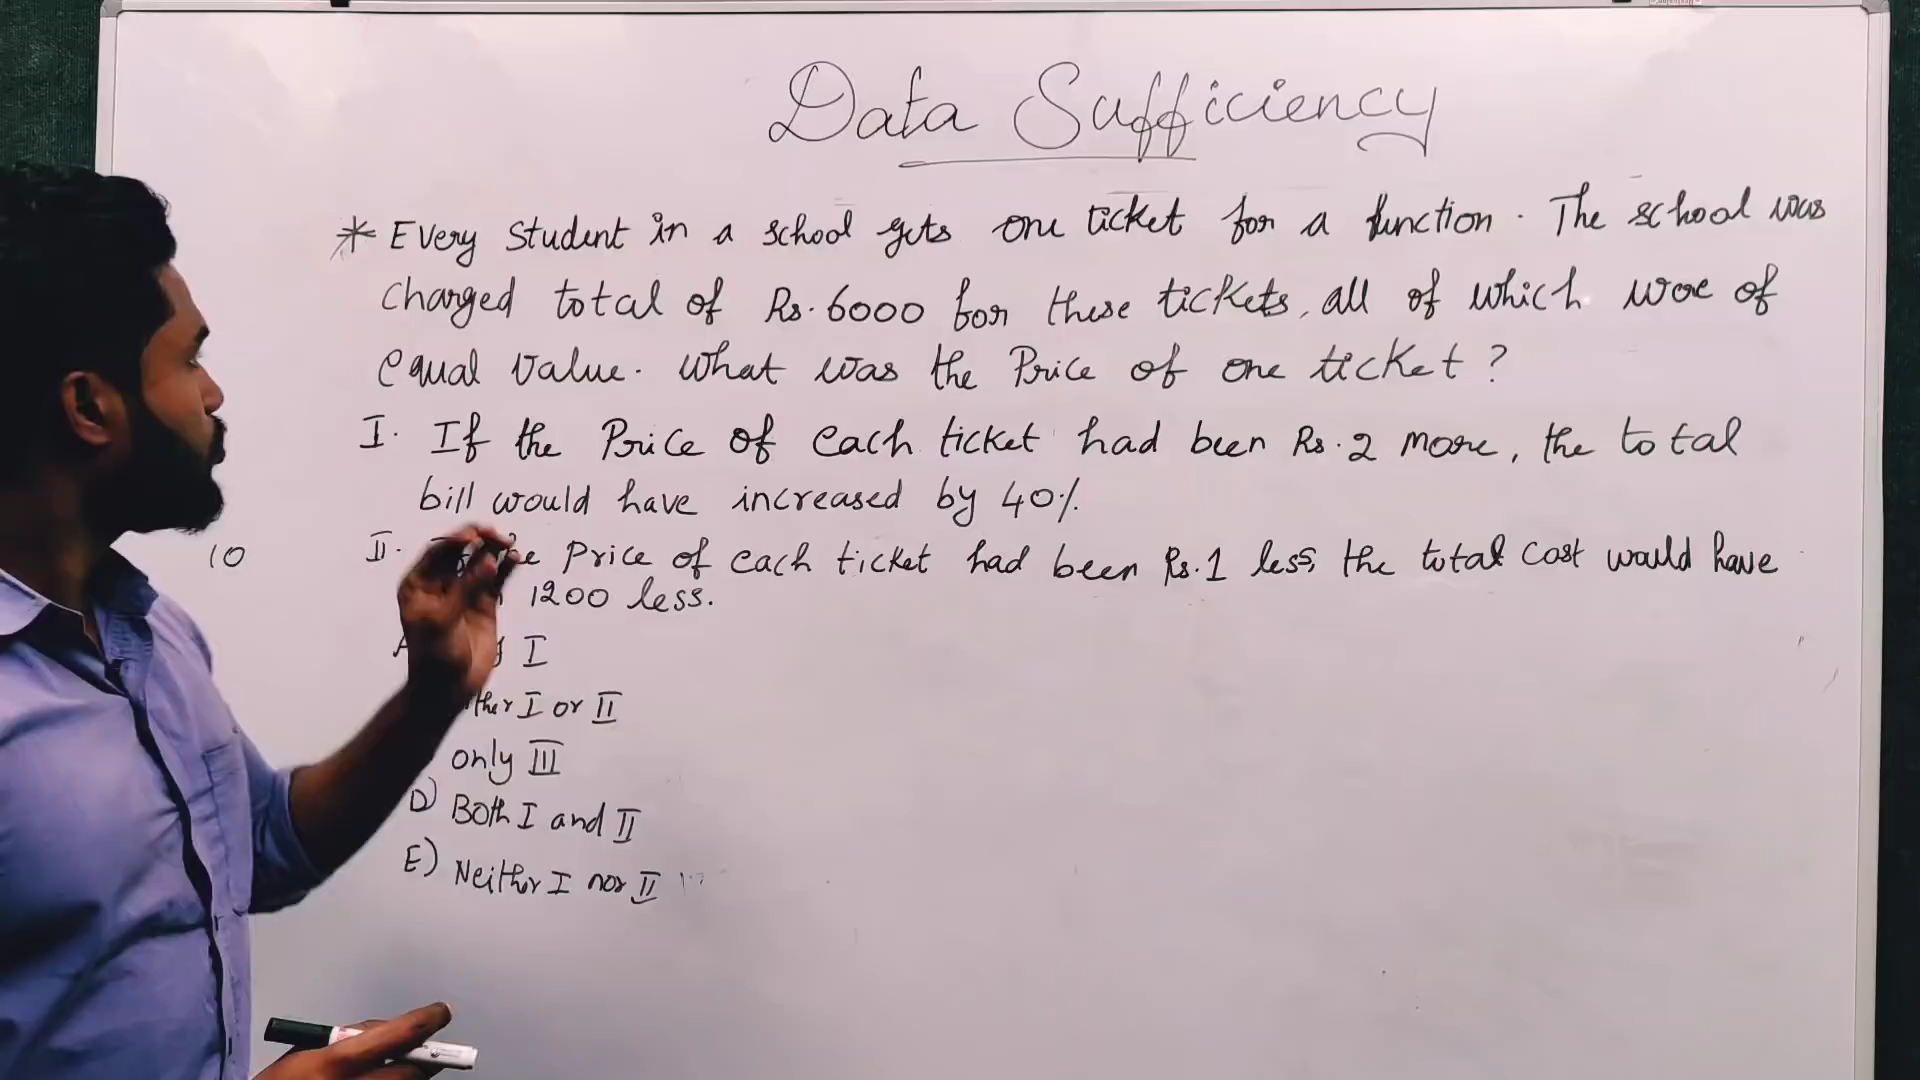 Data Sufficiency
* Every Student in a school gets one ticket for a function. The school was
charged total of Rs. 6000 for these tickets, all of which were of
equal value. What was the Price of one ticket?
I. If the Price of each ticket had been Rs. 2 more, the total
bill would have increased by 40%.
10
II. Price of each ticket had been Rs. 1 less, the total cost would have
1200 less.
I
I or II
only III
D) Both I and II
E) Neither I nor II